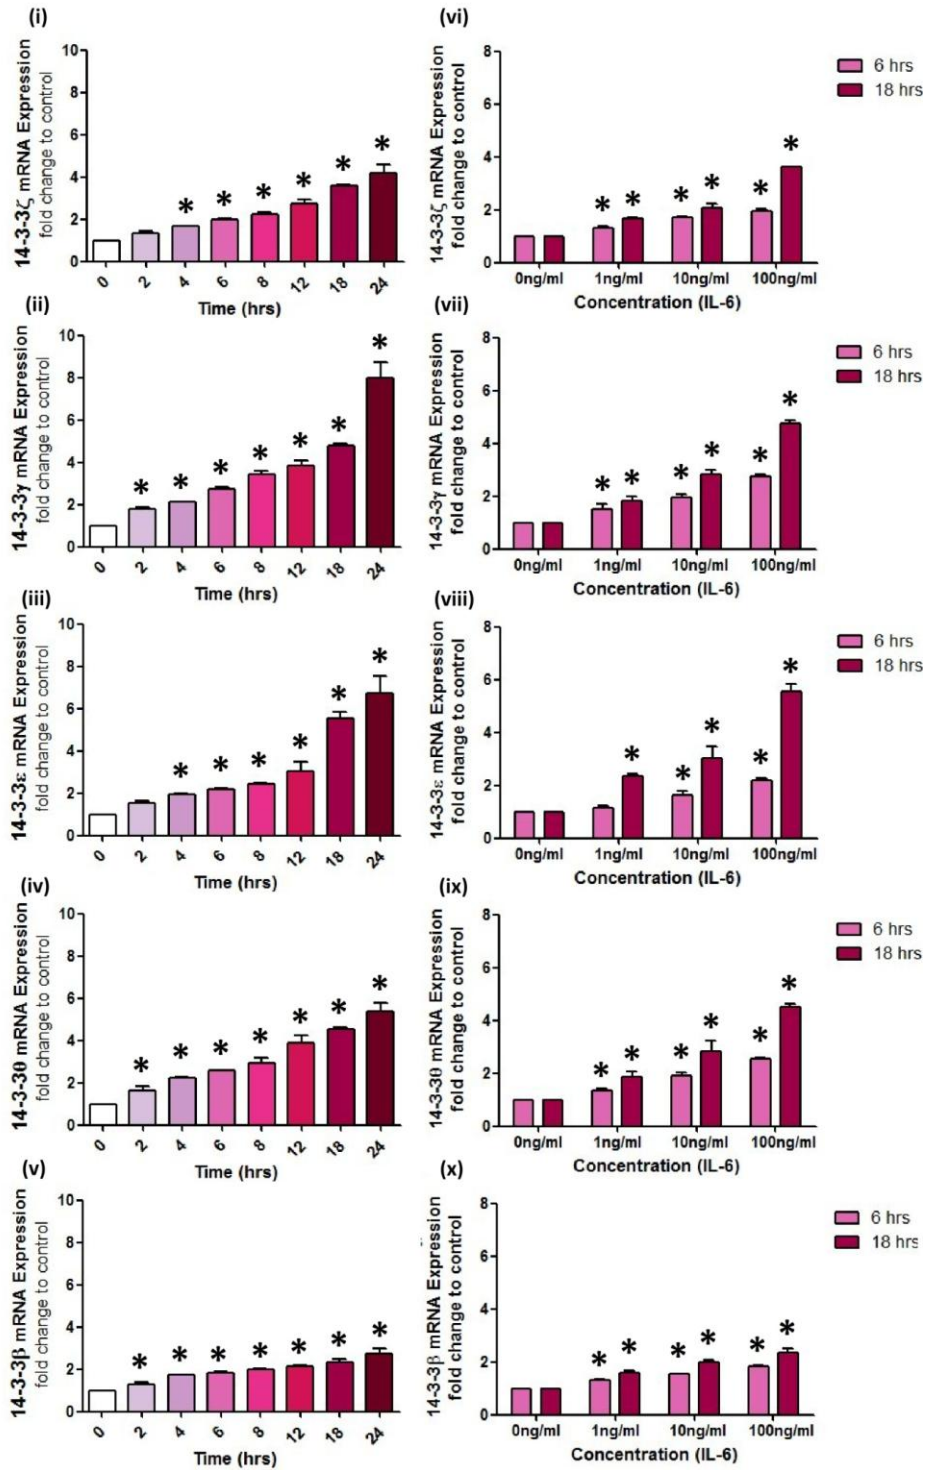 (i)
14-3-3ζ mRNA Expression
fold change to control
10
8
6
4
2
0
* * * * * *
0 2 4 6 8 12 18 24
Time (hrs)
(vi)
14-3-3ζ mRNA Expression
fold change to control
8
6
4
2
0
* * * * * *
0ng/ml 1ng/ml 10ng/ml 100ng/ml
Concentration (IL-6)
6 hrs
18 hrs
(ii)
14-3-3γ mRNA Expression
fold change to control
10
8
6
4
2
0
* * * * * * *
0 2 4 6 8 12 18 24
Time (hrs)
(vii)
14-3-3γ mRNA Expression
fold change to control
8
6
4
2
0
* * * * * *
0ng/ml 1ng/ml 10ng/ml 100ng/ml
Concentration (IL-6)
6 hrs
18 hrs
(iii)
14-3-3ε mRNA Expression
fold change to control
10
8
6
4
2
0
* * * * * *
0 2 4 6 8 12 18 24
Time (hrs)
(viii)
14-3-3ε mRNA Expression
fold change to control
8
6
4
2
0
* * * * *
0ng/ml 1ng/ml 10ng/ml 100ng/ml
Concentration (IL-6)
6 hrs
18 hrs
(iv)
14-3-3θ mRNA Expression
fold change to control
10
8
6
4
2
0
* * * * * * *
0 2 4 6 8 12 18 24
Time (hrs)
(ix)
14-3-3θ mRNA Expression
fold change to control
8
6
4
2
0
* * * * * *
0ng/ml 1ng/ml 10ng/ml 100ng/ml
Concentration (IL-6)
6 hrs
18 hrs
(v)
14-3-3β mRNA Expression
fold change to control
10
8
6
4
2
0
* * * * * * *
0 2 4 6 8 12 18 24
Time (hrs)
(x)
14-3-3β mRNA Expression
fold change to control
8
6
4
2
0
* * * * * *
0ng/ml 1ng/ml 10ng/ml 100ng/ml
Concentration (IL-6)
6 hrs
18 hrs